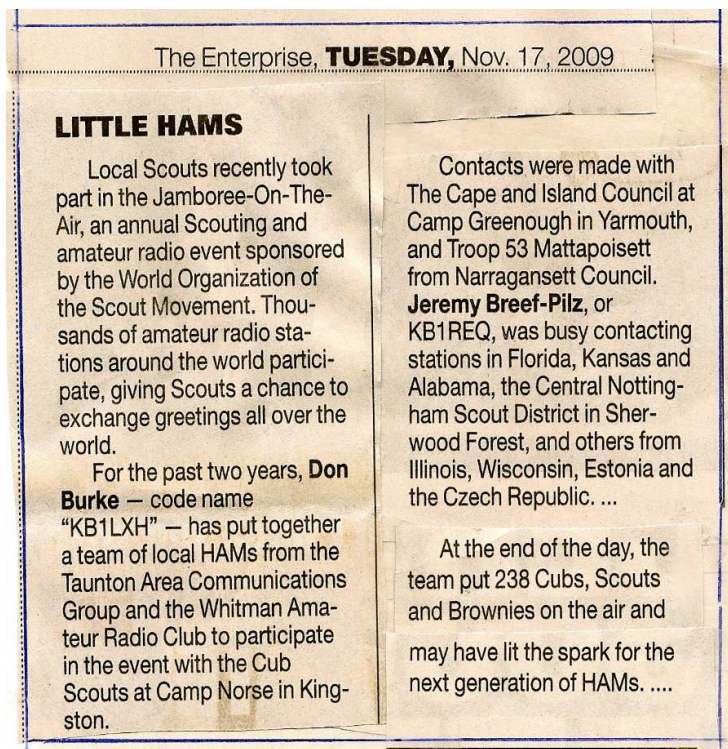 The Enterprise, TUESDAY, Nov. 17, 2009
LITTLE HAMS
Local Scouts recently took
part in the Jamboree-On-The-
Air, an annual Scouting and
amateur radio event sponsored
by the World Organization of
the Scout Movement. Thou-
sands of amateur radio sta-
tions around the world partici-
pate, giving Scouts a chance to
exchange greetings all over the
world.
For the past two years, Don
Burke — code name
“KB1LXH” — has put together
a team of local HAMs from the
Taunton Area Communications
Group and the Whitman Ama-
teur Radio Club to participate
in the event with the Cub
Scouts at Camp Norse in King-
ston.
Contacts were made with
The Cape and Island Council at
Camp Greenough in Yarmouth,
and Troop 53 Mattapoisett
from Narragansett Council.
Jeremy Breef-Pilz, or
KB1REQ, was busy contacting
stations in Florida, Kansas and
Alabama, the Central Notting-
ham Scout District in Sher-
wood Forest, and others from
Illinois, Wisconsin, Estonia and
the Czech Republic. ...
At the end of the day, the
team put 238 Cubs, Scouts
and Brownies on the air and
may have lit the spark for the
next generation of HAMs. ....